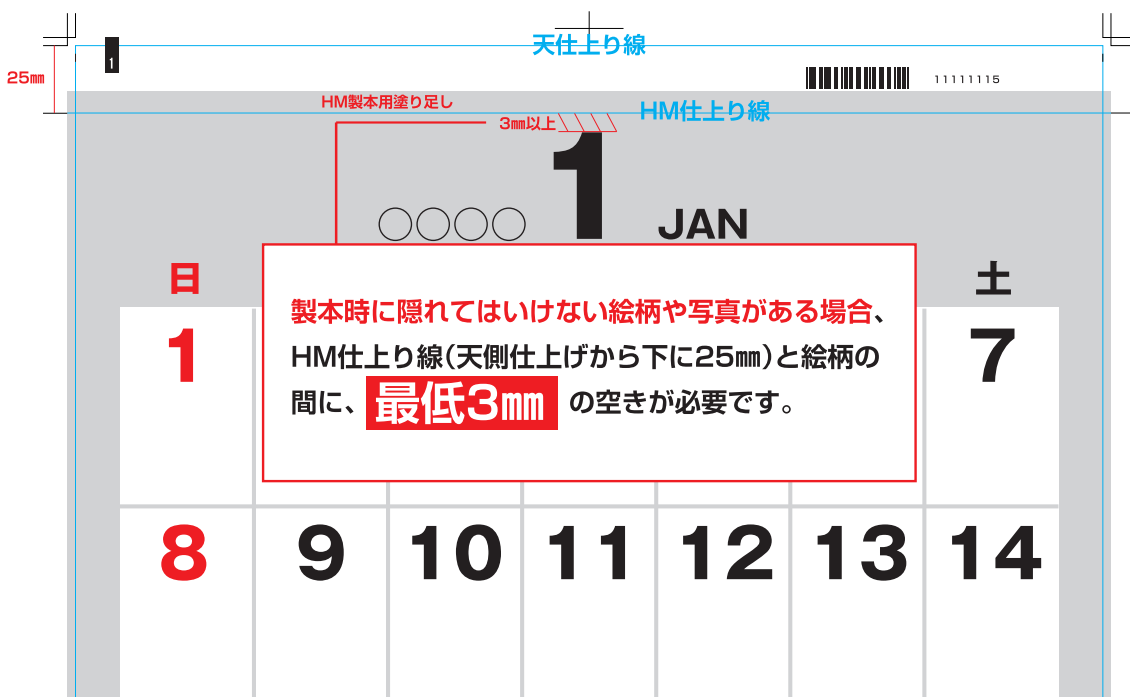 天仕上り線
1
25㎜
11111115
HM製本用塗り足し
HM仕上り線
3㎜以上
1
○○○○
JAN
日
土
製本時に隠れてはいけない絵柄や写真がある場合、
HM仕上り線(天側仕上げから下に25㎜)と絵柄の
間に、最低3㎜の空きが必要です。
1
7
8 9 10 11 12 13 14